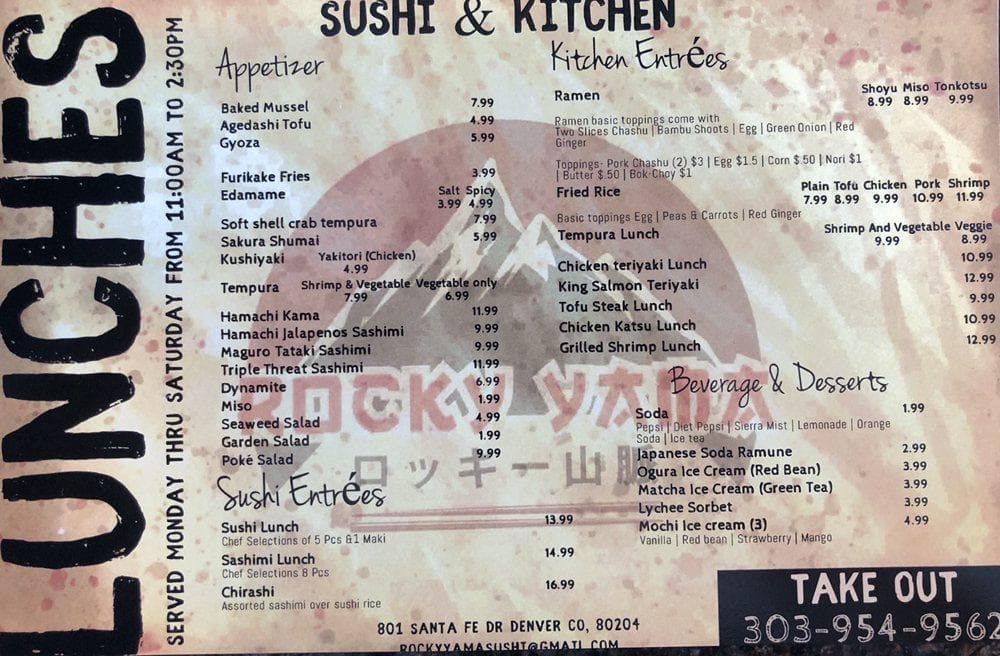 LUNCHES
SERVED MONDAY THRU SATURDAY FROM 11:00AM TO 2:30PM
SUSHI & KITCHEN
Appetizer
Baked Mussel 7.99
Agedashi Tofu 4.99
Gyoza 5.99
Furikake Fries 3.99
Edamame Salt Spicy
3.99 4.99
Soft shell crab tempura 7.99
Sakura Shumai 5.99
Kushiyaki Yakitori (Chicken)
4.99
Tempura Shrimp & Vegetable Vegetable only
7.99 6.99
Hamachi Kama 11.99
Hamachi Jalapenos Sashimi 9.99
Maguro Tataki Sashimi 9.99
Triple Threat Sashimi 11.99
Dynamite 6.99
Miso 1.99
Seaweed Salad 4.99
Garden Salad 1.99
Poké Salad 9.99
Sushi Entrées
Sushi Lunch 13.99
Chef Selections of 5 Pcs &1 Maki
Sashimi Lunch 14.99
Chef Selections 8 Pcs
Chirashi 16.99
Assorted sashimi over sushi rice
Kitchen Entrées
Ramen Shoyu Miso Tonkotsu
8.99 8.99 9.99
Ramen basic toppings come with
Two Slices Chashu | Bambu Shoots | Egg | Green Onion | Red
Ginger
Toppings- Pork Chashu (2) $3 | Egg $1.5 | Corn $.50 | Nori $1
| Butter $.50 | Bok-Choy $1
Fried Rice Plain Tofu Chicken Pork Shrimp
7.99 8.99 9.99 10.99 11.99
Basic toppings Egg | Peas & Carrots | Red Ginger
Tempura Lunch Shrimp And Vegetable Veggie
9.99 8.99
Chicken teriyaki Lunch 10.99
King Salmon Teriyaki 12.99
Tofu Steak Lunch 9.99
Chicken Katsu Lunch 10.99
Grilled Shrimp Lunch 12.99
Beverage & Desserts
Soda 1.99
Pepsi | Diet Pepsi | Sierra Mist | Lemonade | Orange
Soda | Ice tea
Japanese Soda Ramune 2.99
Ogura Ice Cream (Red Bean) 3.99
Matcha Ice Cream (Green Tea) 3.99
Lychee Sorbet 3.99
Mochi Ice cream (3) 4.99
Vanilla | Red bean | Strawberry | Mango
ROCKY YAMA
ロッキー山脈
801 SANTA FE DR DENVER CO, 80204
ROCKYYAMASUSHI@GMAIL.COM
TAKE OUT
303-954-9562